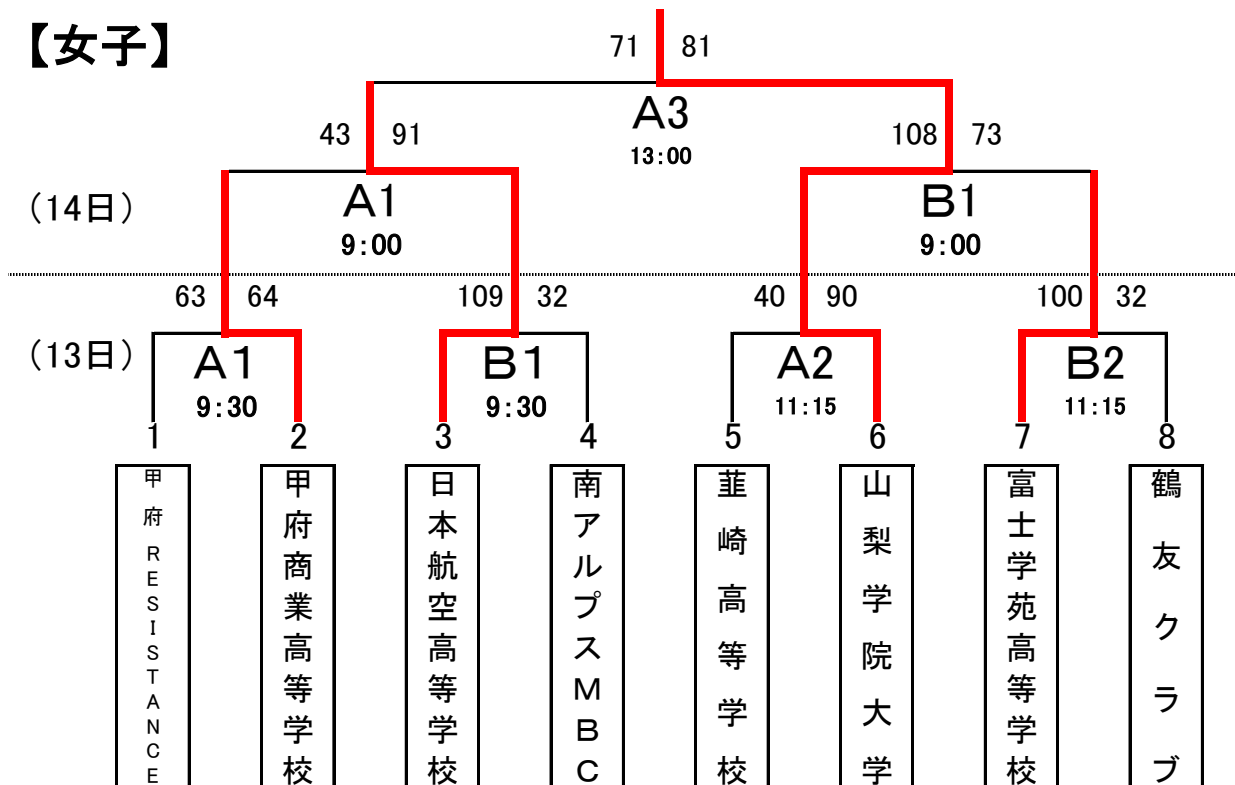 【女子】
71 81
A3
13:00
43 91
108 73
（14日）
A1
9:00
B1
9:00
63 64
109 32
40 90
100 32
（13日）
A1
9:30
B1
9:30
A2
11:15
B2
11:15
1 2 3 4 5 6 7 8
甲府RESISTANCE
甲府商業高等学校
日本航空高等学校
南アルプスMBC
韮崎高等学校
山梨学院大学
富士学苑高等学校
鶴友クラブ